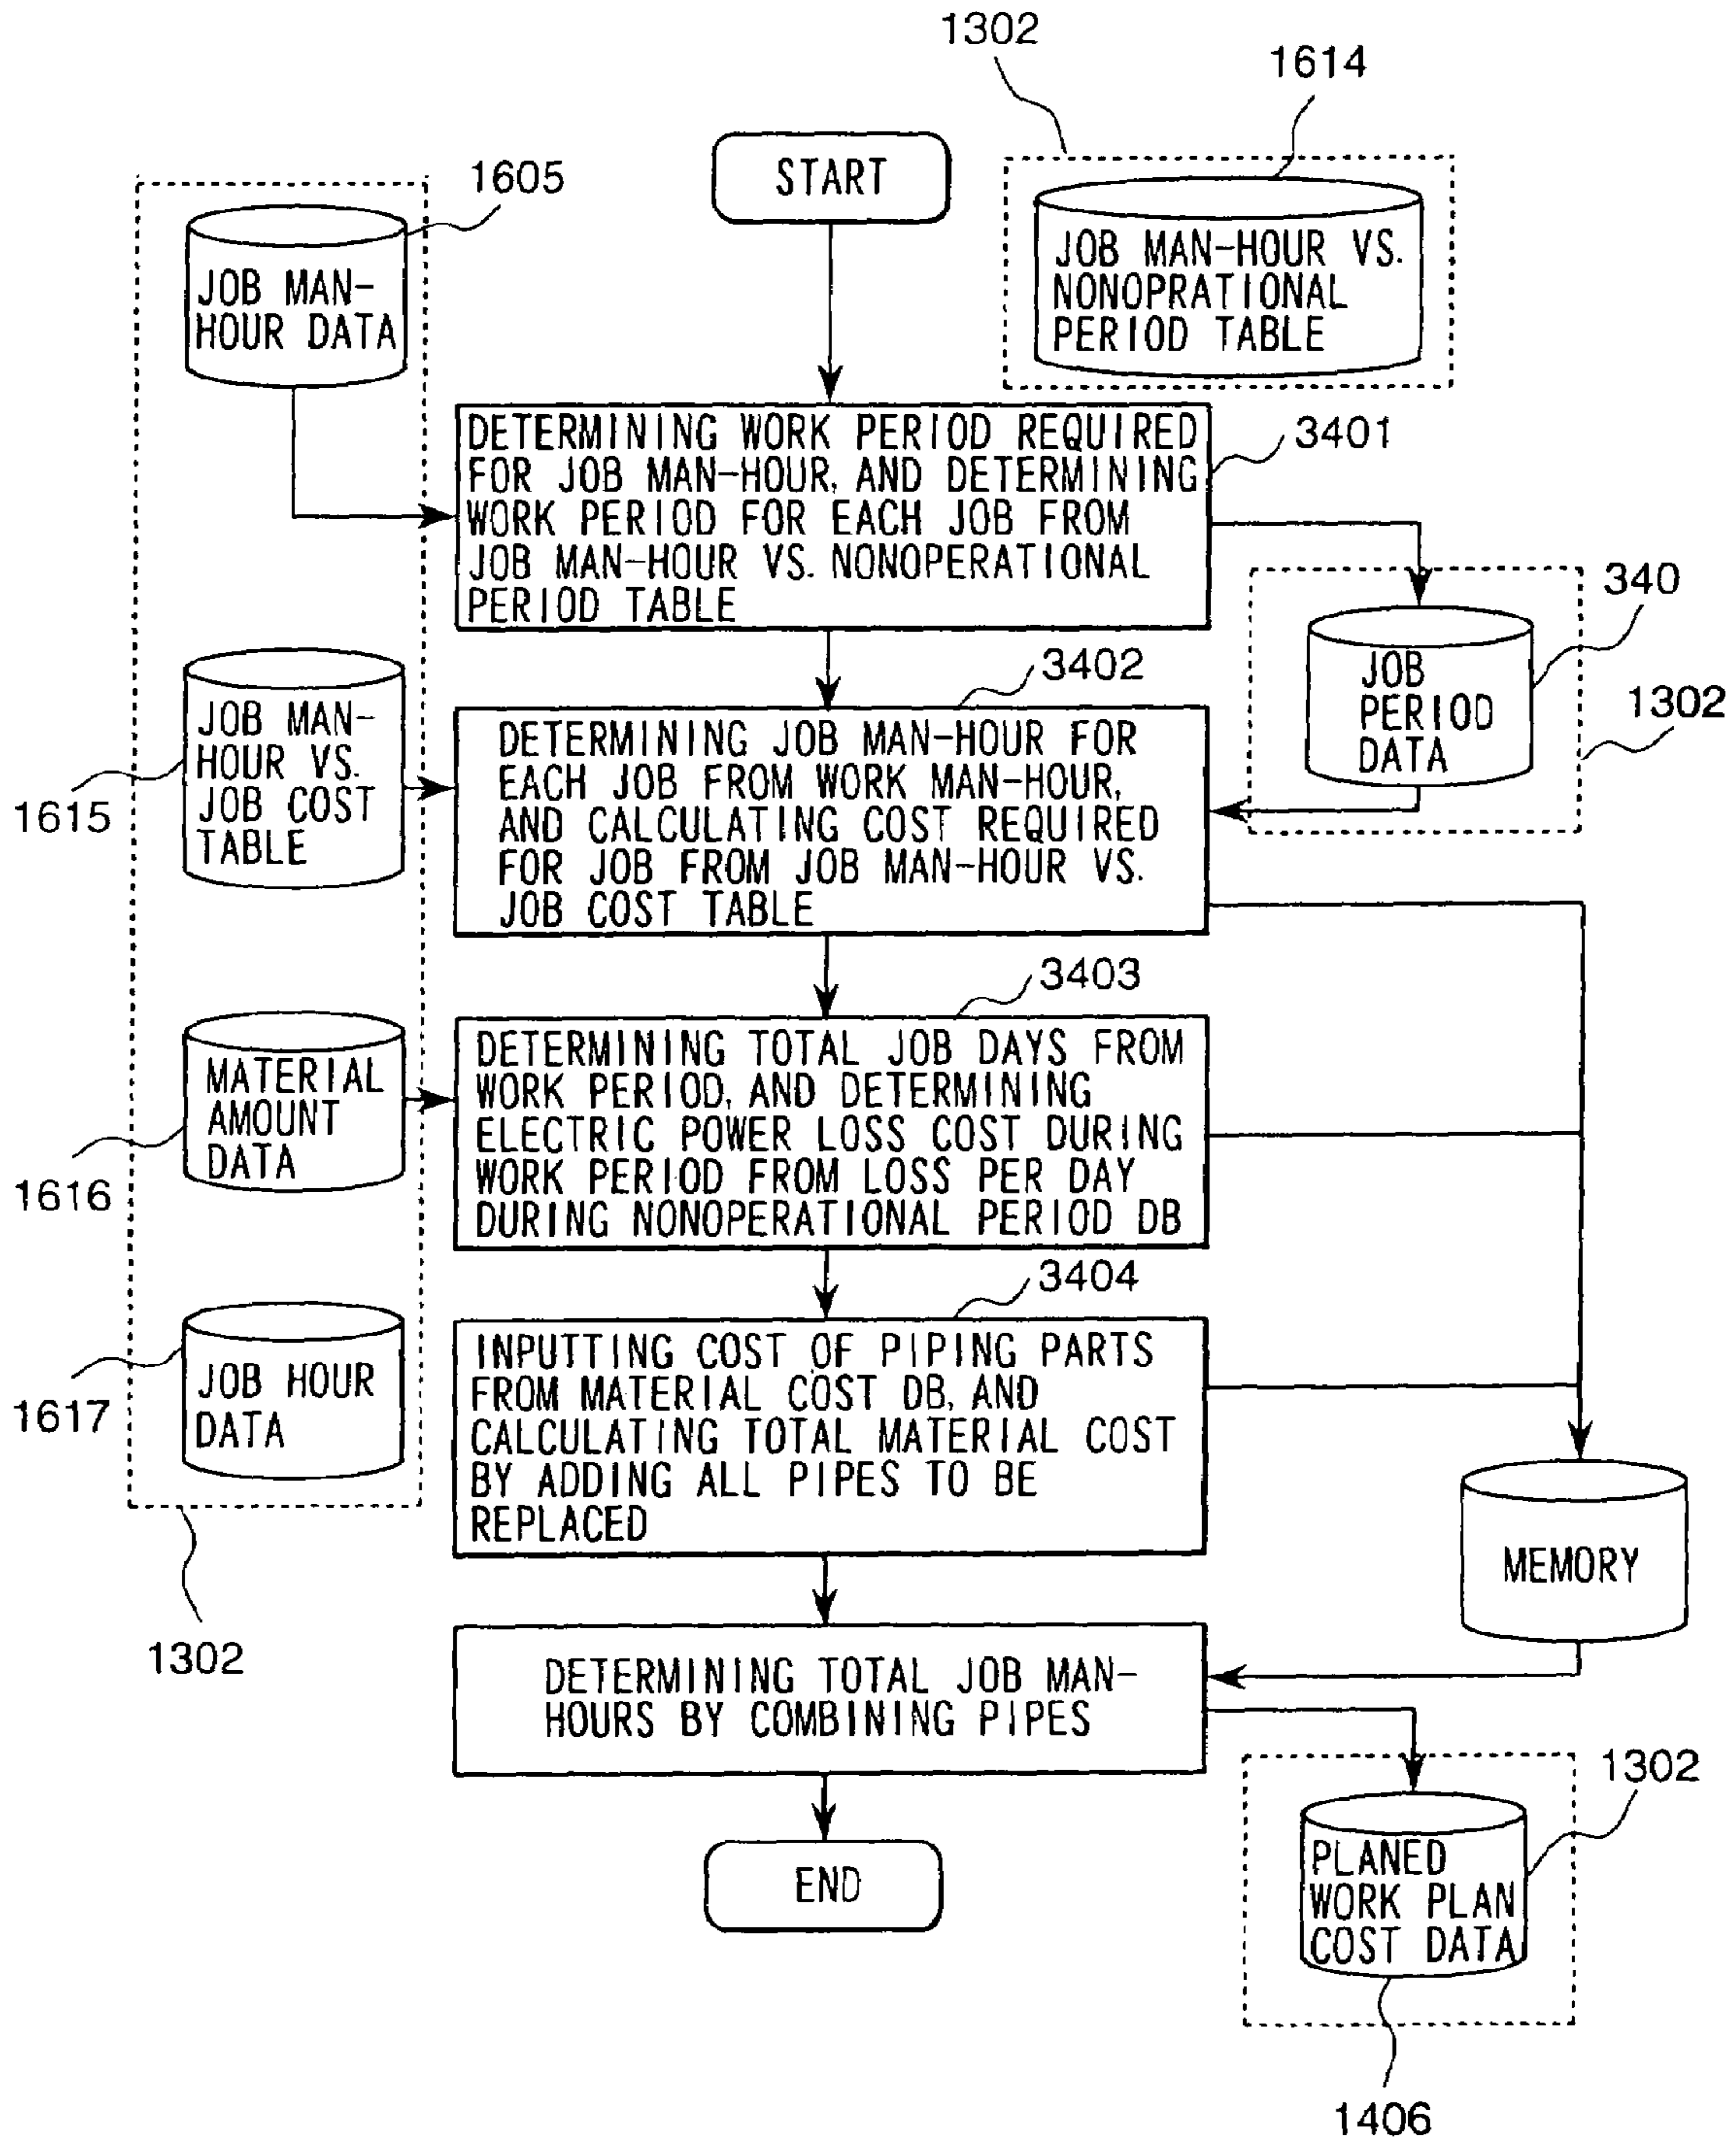 1302
1614
1605
START
JOB MAN-
HOUR DATA
JOB MAN-HOUR VS.
NONOPRATIONAL
PERIOD TABLE
DETERMINING WORK PERIOD REQUIRED
FOR JOB MAN-HOUR, AND DETERMINING
WORK PERIOD FOR EACH JOB FROM
JOB MAN-HOUR VS. NONOPERATIONAL
PERIOD TABLE
3401
340
JOB
PERIOD
DATA
1302
3402
JOB MAN-
HOUR VS.
JOB COST
TABLE
1615
DETERMINING JOB MAN-HOUR FOR
EACH JOB FROM WORK MAN-HOUR,
AND CALCULATING COST REQUIRED
FOR JOB FROM JOB MAN-HOUR VS.
JOB COST TABLE
3403
MATERIAL
AMOUNT
DATA
1616
DETERMINING TOTAL JOB DAYS FROM
WORK PERIOD, AND DETERMINING
ELECTRIC POWER LOSS COST DURING
WORK PERIOD FROM LOSS PER DAY
DURING NONOPERATIONAL PERIOD DB
3404
JOB HOUR
DATA
1617
INPUTTING COST OF PIPING PARTS
FROM MATERIAL COST DB, AND
CALCULATING TOTAL MATERIAL COST
BY ADDING ALL PIPES TO BE
REPLACED
MEMORY
1302
DETERMINING TOTAL JOB MAN-
HOURS BY COMBINING PIPES
1302
END
PLANED
WORK PLAN
COST DATA
1406